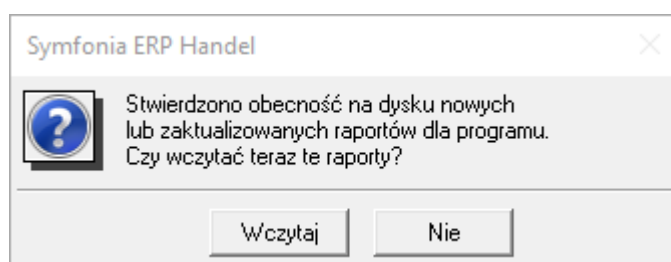 Symfonia ERP Handel
Stwierdzono obecność na dysku nowych
lub zaktualizowanych raportów dla programu.
Czy wczytać teraz te raporty?
Wczytaj
Nie